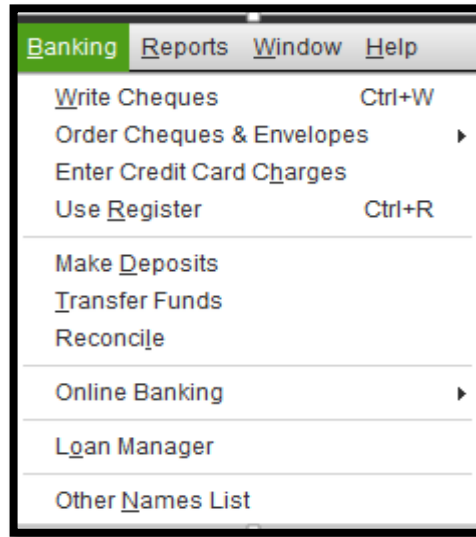 Banking Reports Window Help
Write Cheques Ctrl+W
Order Cheques & Envelopes
Enter Credit Card Charges
Use Register Ctrl+R
Make Deposits
Transfer Funds
Reconcile
Online Banking
Loan Manager
Other Names List